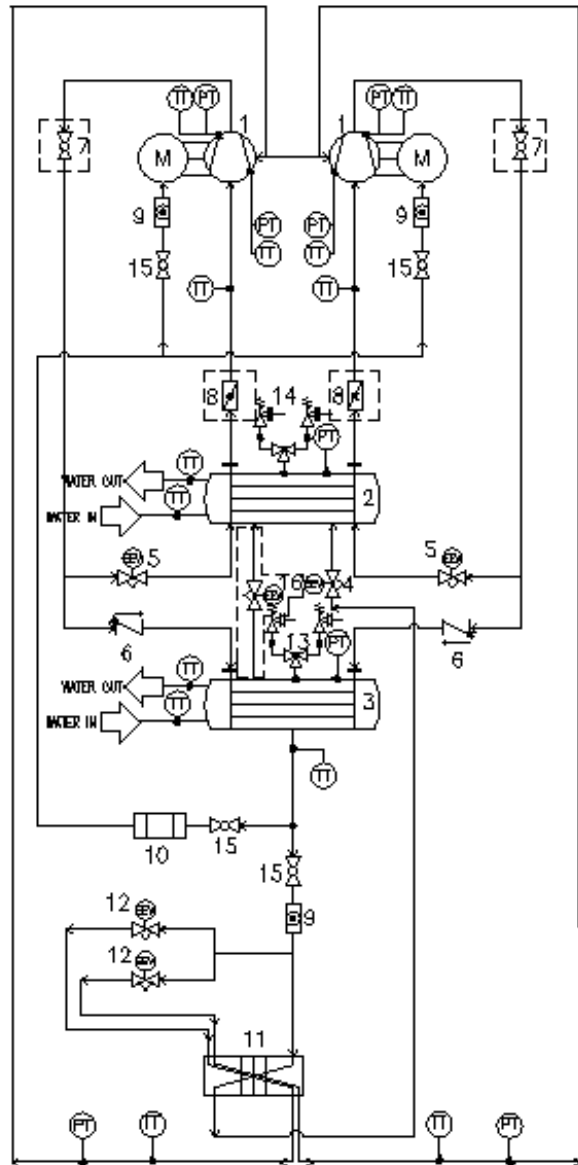 TT PT 1 1 PT TT
7 M M 7
9 PT PT 9
15 TT TT 15
TT TT
8 14 8
PT
TT
WATER OUT
TT 2
WATER IN
5 EEV 16 EEV 4 EEV 5
EEV
6 13 PT 6
TT
WATER OUT
TT 3
WATER IN
TT
10 15
15
12 EEV 9
12 EEV
11
PT TT TT PT